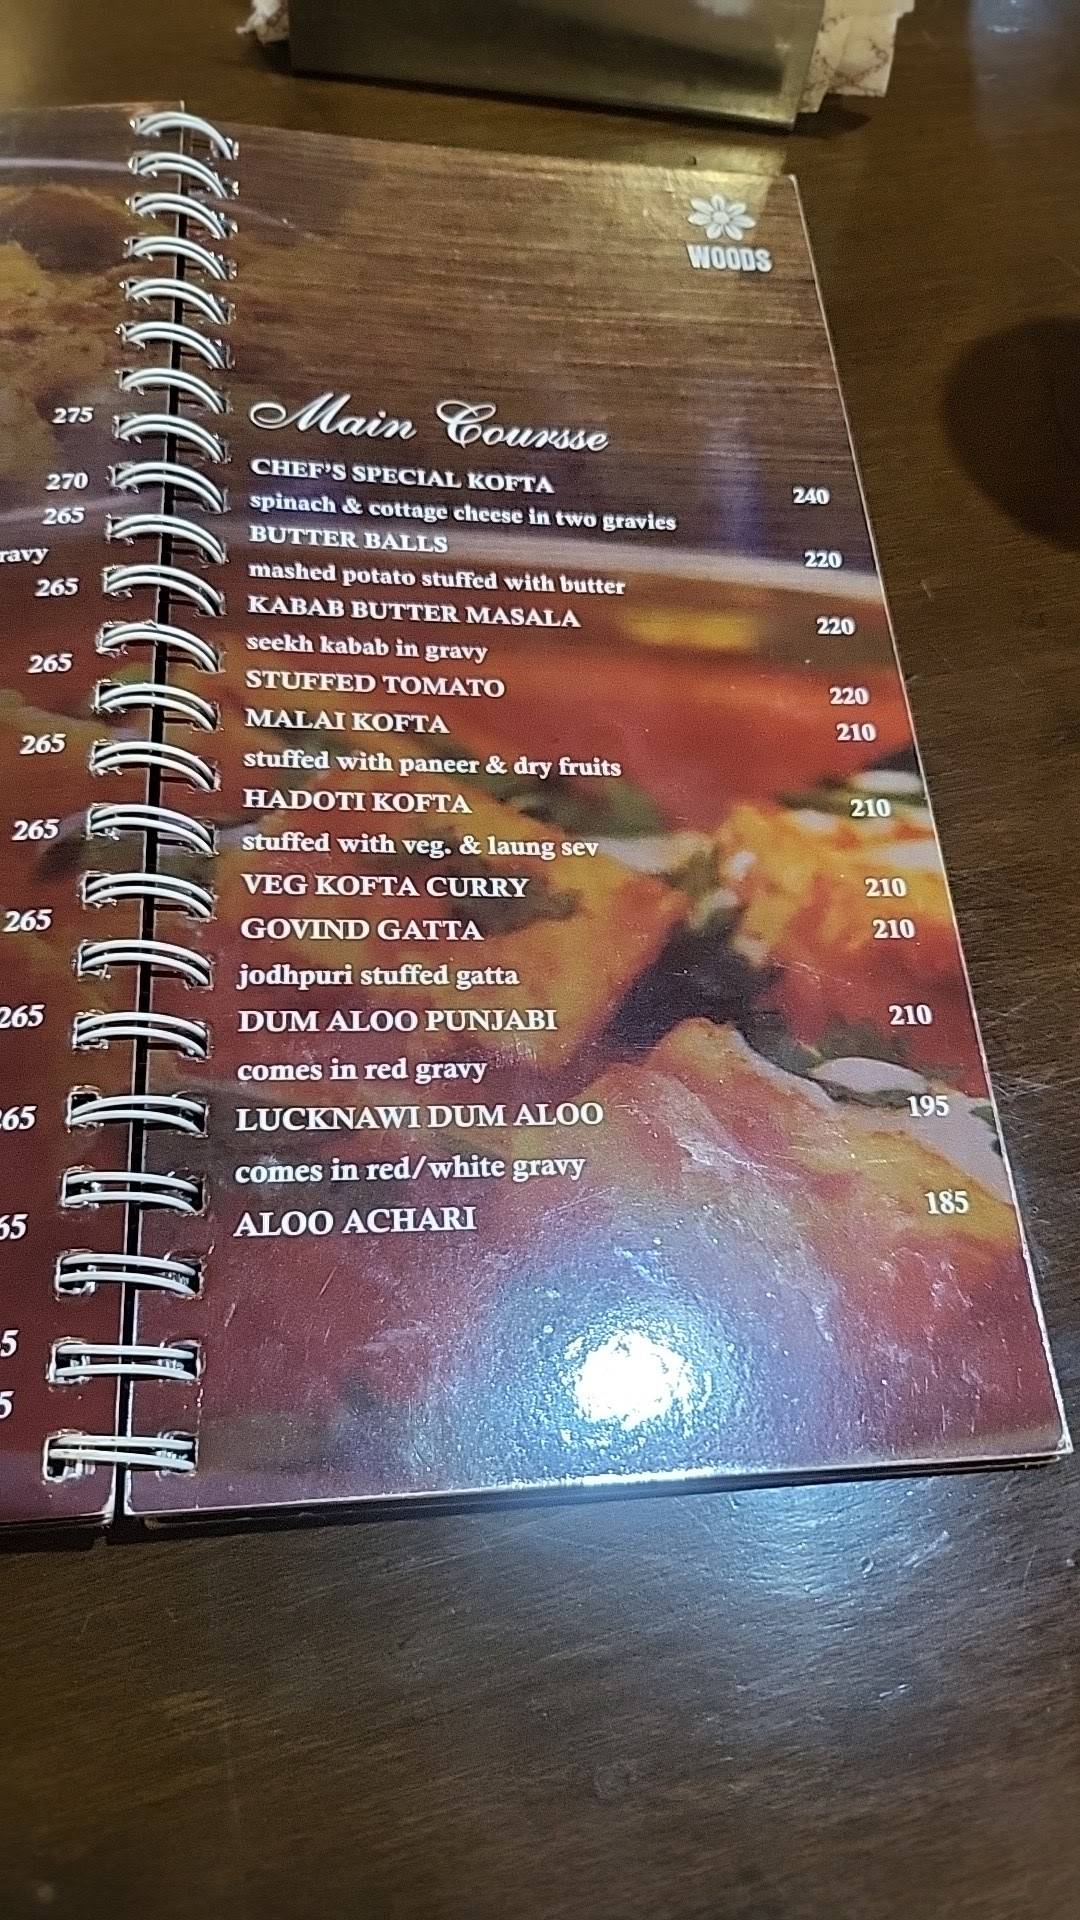 275
270
265
ravy
265
265
265
265
265
265
65
65
5
5
WOODS
Main Coursse
CHEF'S SPECIAL KOFTA 240
spinach & cottage cheese in two gravies
BUTTER BALLS 220
mashed potato stuffed with butter
KABAB BUTTER MASALA 220
seekh kabab in gravy
STUFFED TOMATO 220
MALAI KOFTA 210
stuffed with paneer & dry fruits
HADOTI KOFTA 210
stuffed with veg. & laung sev
VEG KOFTA CURRY 210
GOVIND GATTA 210
jodhpuri stuffed gatta
DUM ALOO PUNJABI 210
comes in red gravy
LUCKNAWI DUM ALOO 195
comes in red/white gravy
ALOO ACHARI 185